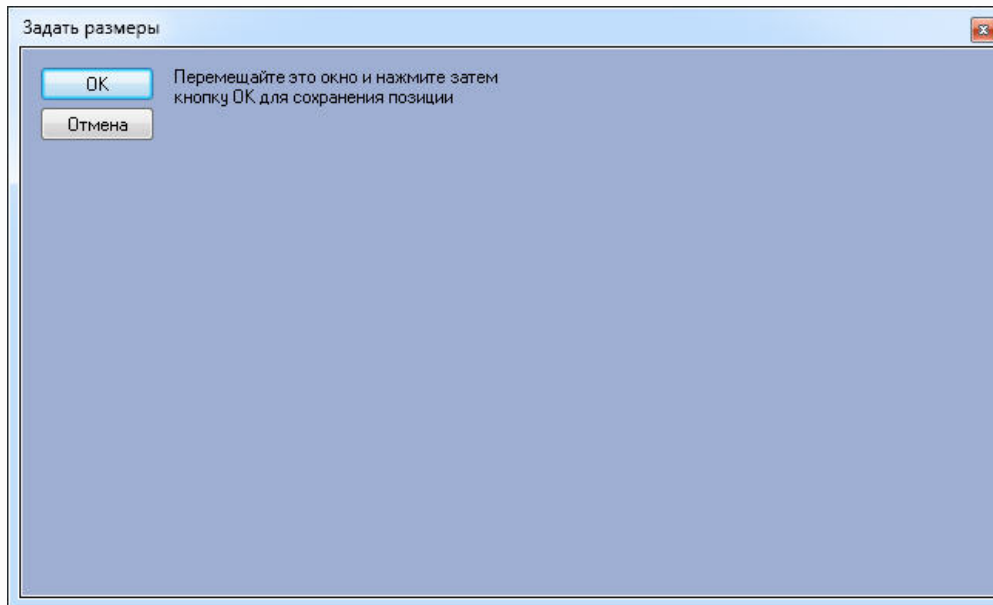 Задать размеры
OK
Перемещайте это окно и нажмите затем
кнопку OK для сохранения позиции
Отмена